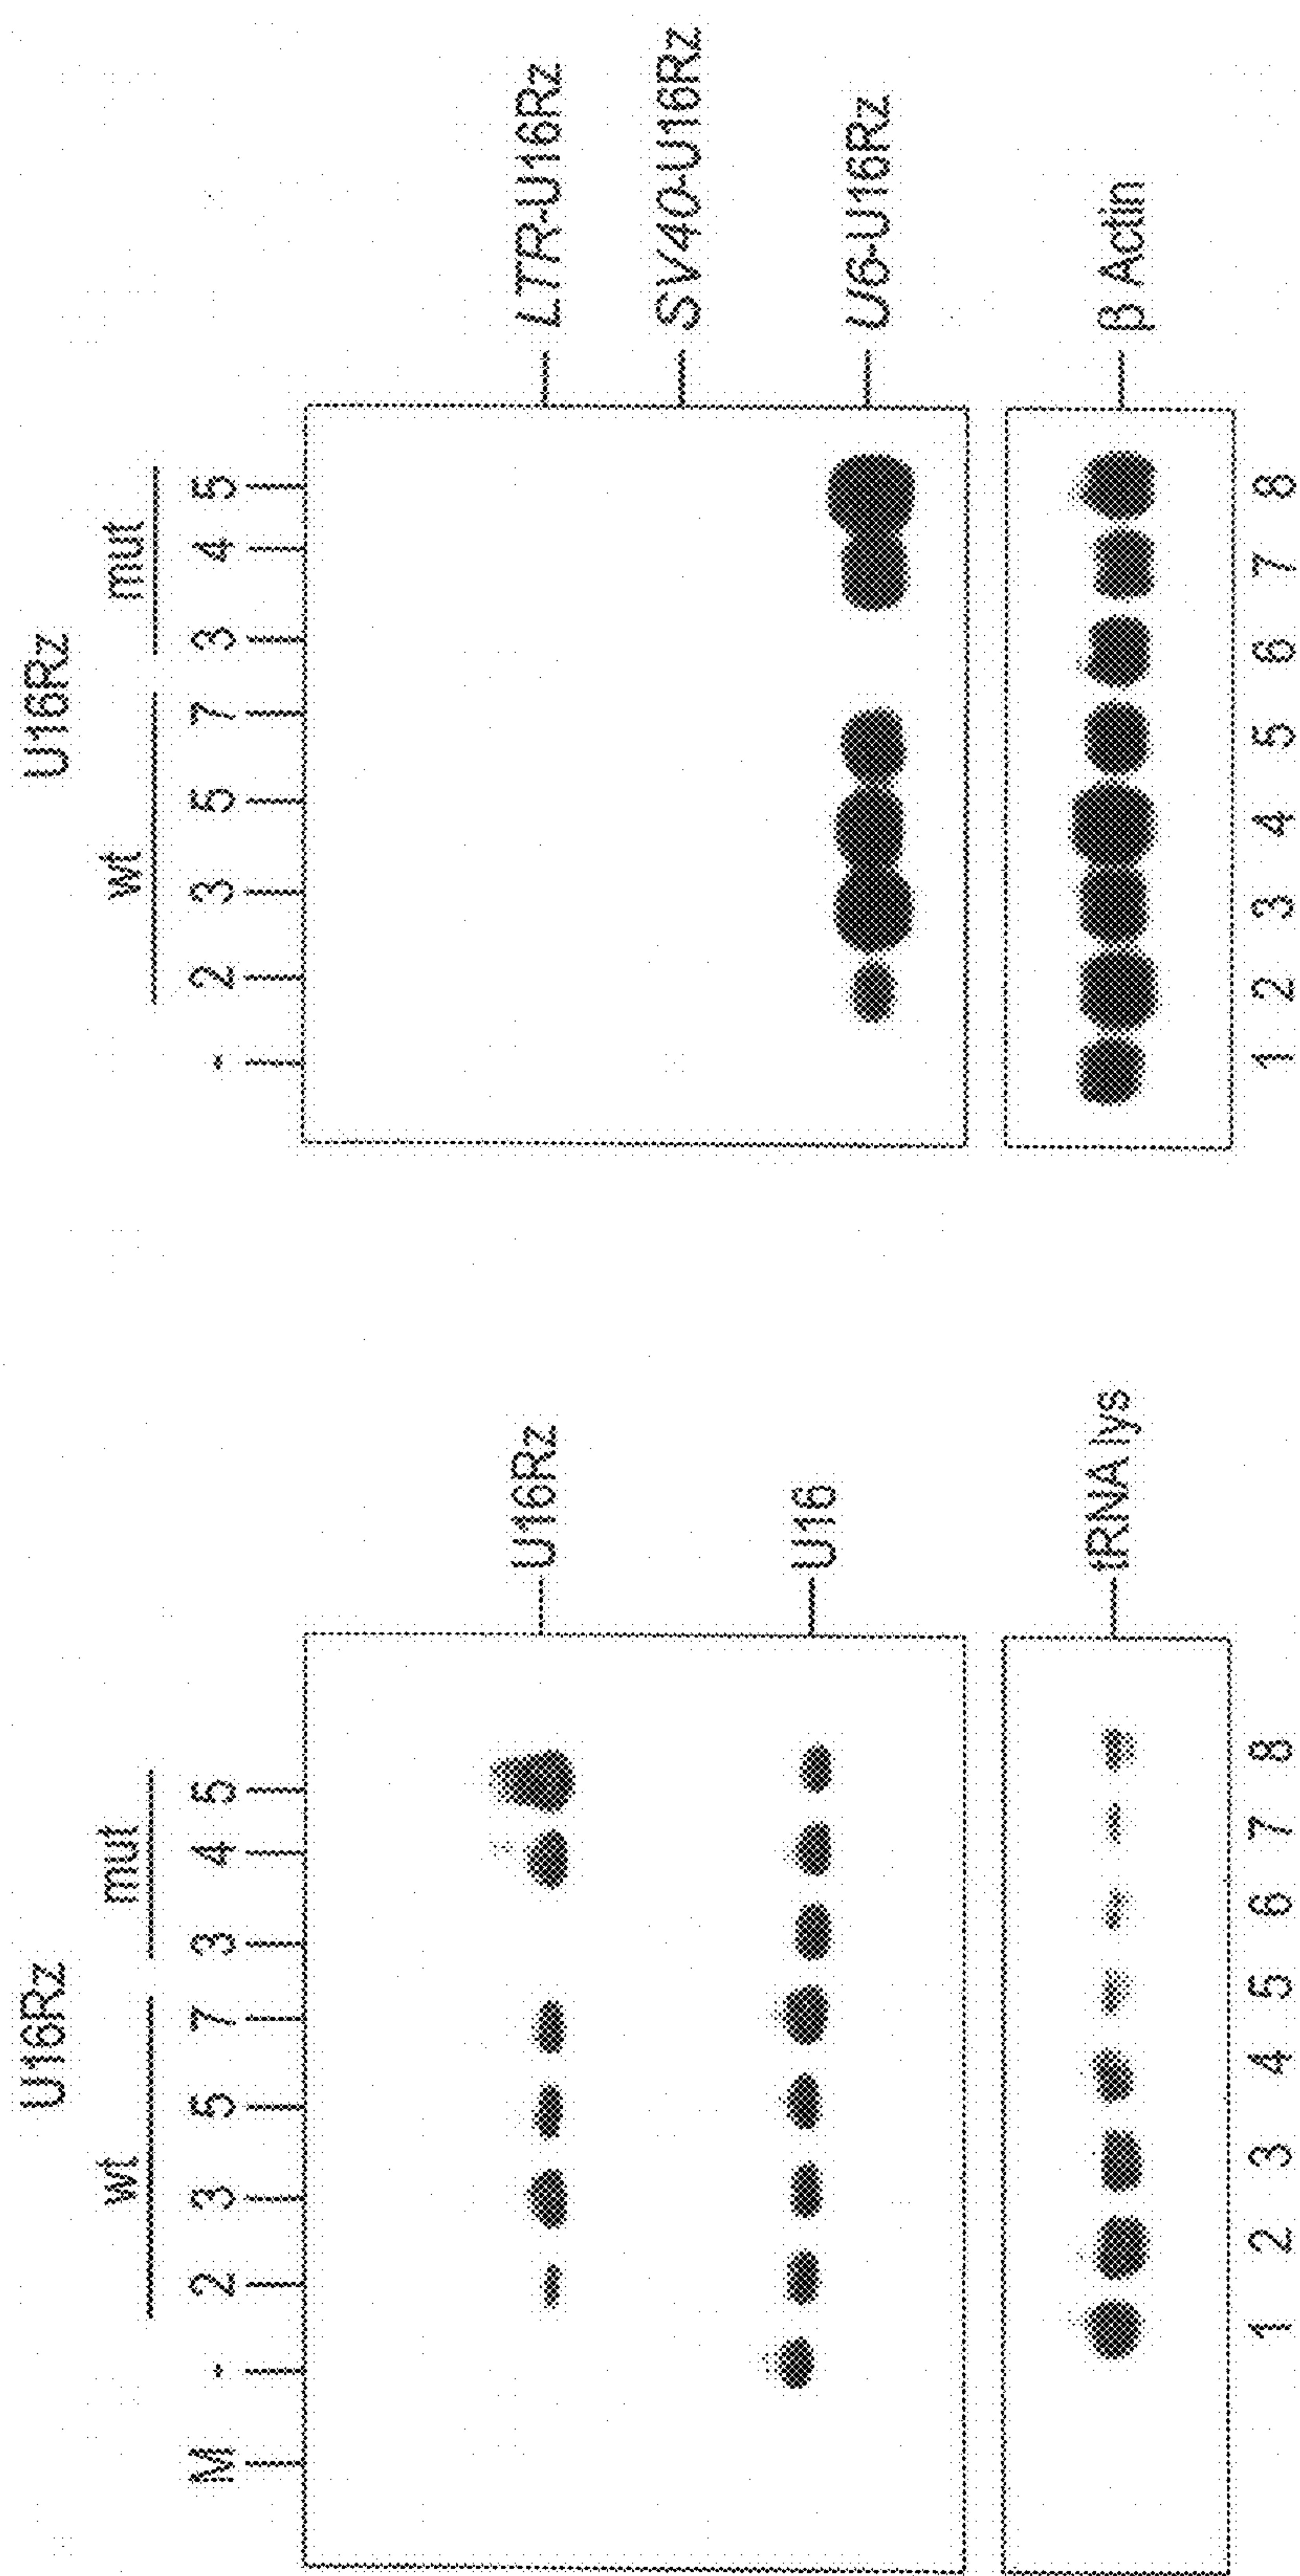 U16Rz
wt mut
M - 2 3 5 7 3 4 5
U16Rz
U16
tRNA lys
1 2 3 4 5 6 7 8
U16Rz
wt mut
- 2 3 5 7 3 4 5
LTR-U16Rz
SV40-U16Rz
U6-U16Rz
β Actin
1 2 3 4 5 6 7 8